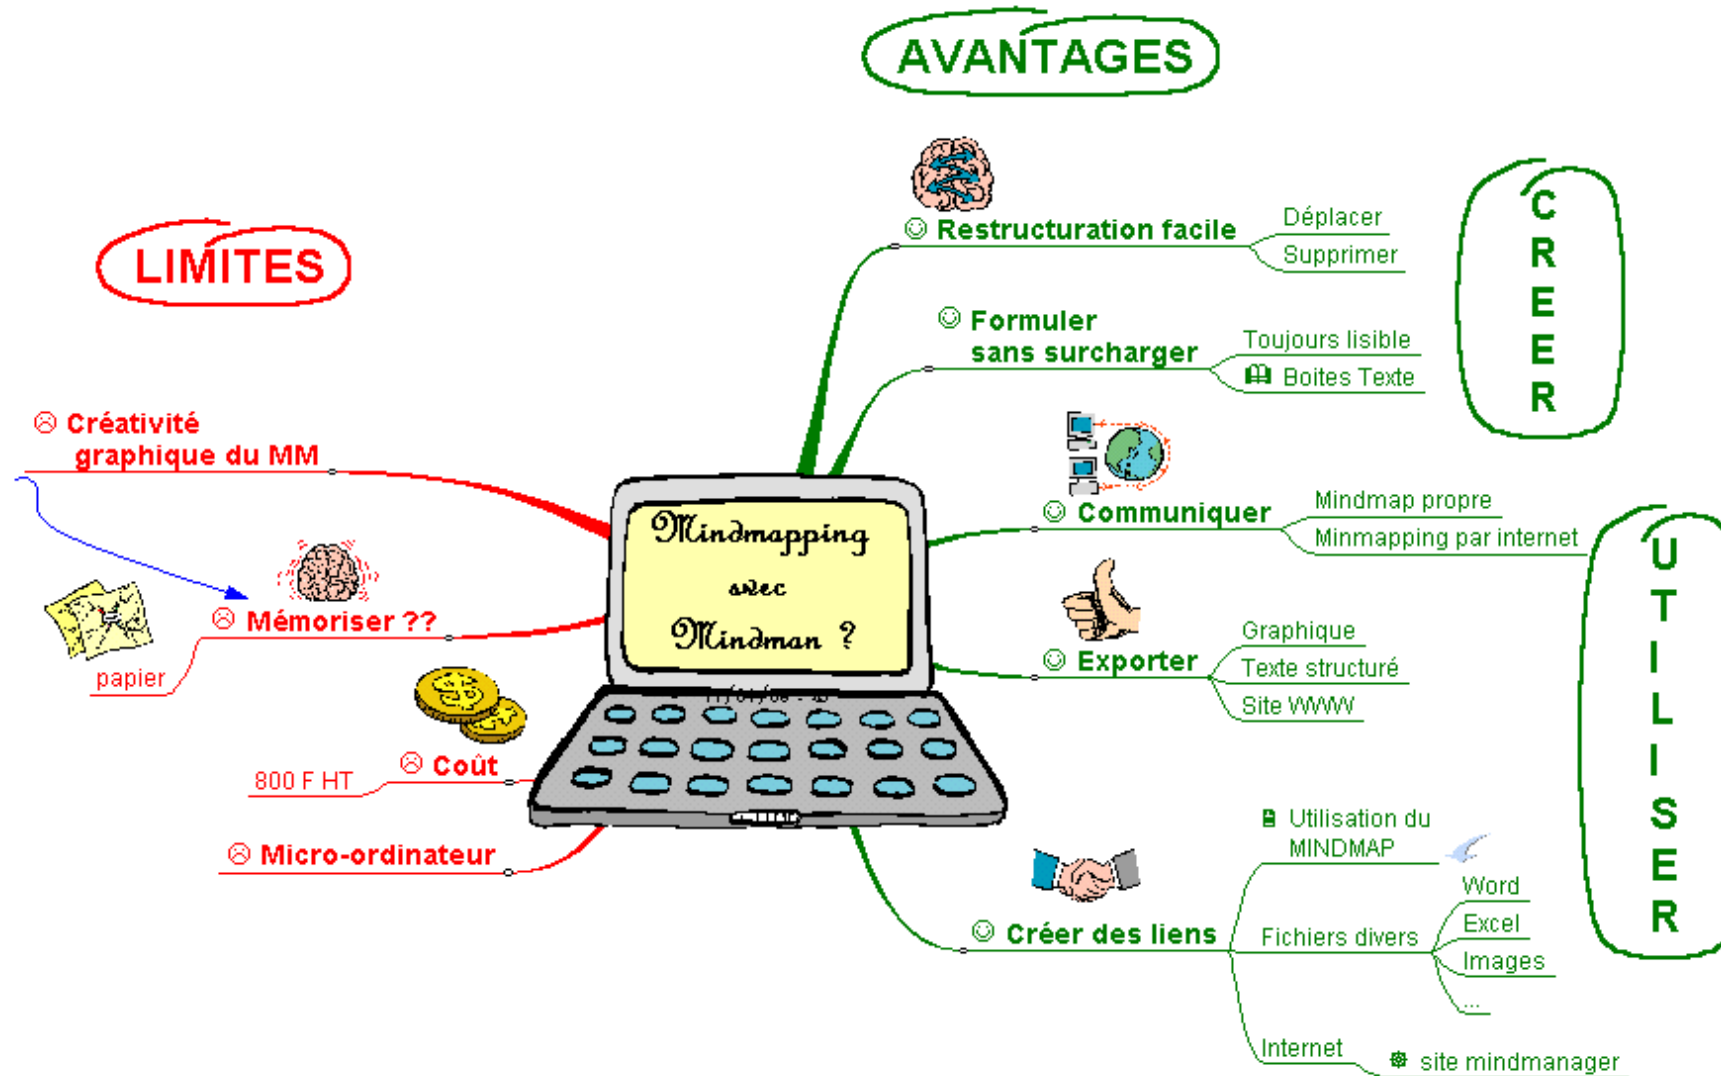 AVANTAGES
LIMITES
Mindmapping
avec
Mindman ?
Créativité
graphique du MM
Mémoriser ??
papier
Coût
800 F HT
Micro-ordinateur
Restructuration facile
Déplacer
Supprimer
Formuler
sans surcharger
Toujours lisible
Boites Texte
CREER
Communiquer
Mindmap propre
Minmapping par internet
Exporter
Graphique
Texte structuré
Site WWW
Créer des liens
Utilisation du
MINDMAP
Fichiers divers
Word
Excel
Images
...
Internet
site mindmanager
UTILISER